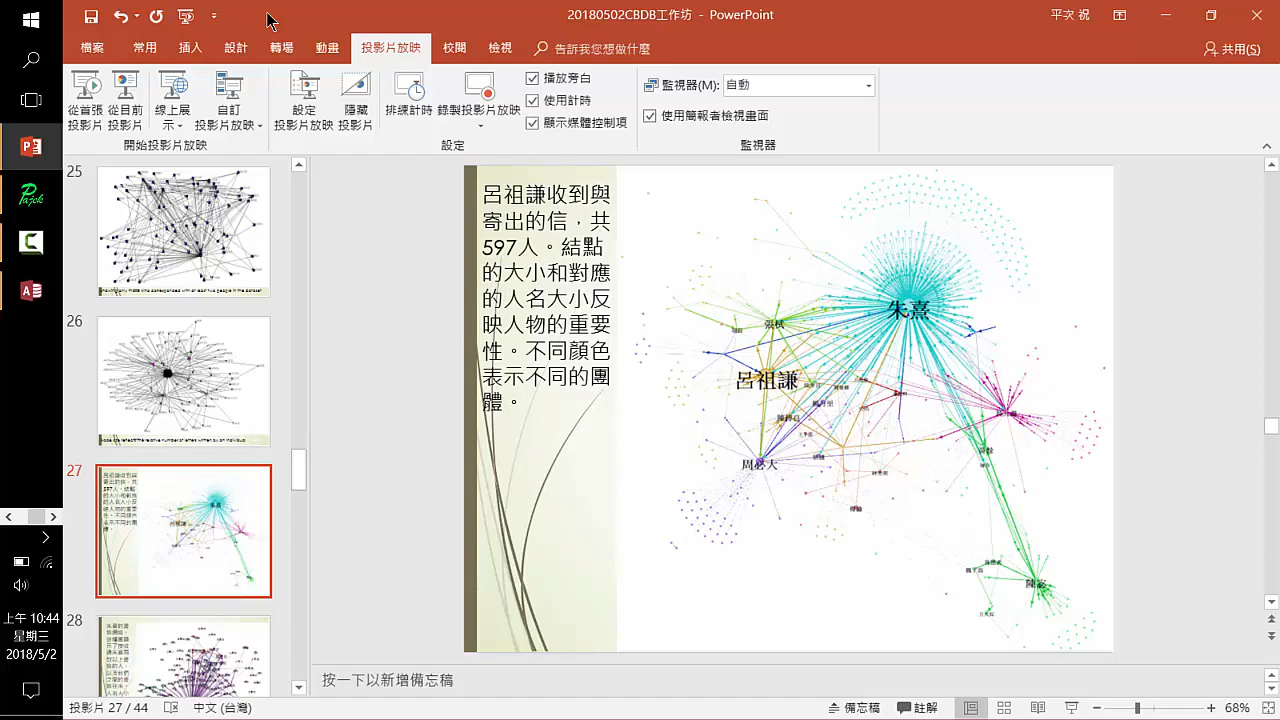 20180502CBDB工作坊 - PowerPoint
平次 祝
檔案
常用
插入
設計
轉場
動畫
投影片放映
校閱
檢視
告訴我您想做什麼
共用(S)
從首張
投影片
從目前
投影片
線上展
示
自訂
投影片放映
開始投影片放映
設定
投影片放映
隱藏
投影片
排練計時
錄製投影片放映
播放旁白
使用計時
顯示媒體控制項
設定
監視器(M):
自動
使用簡報者檢視畫面
監視器
25
26
27
28
呂祖謙收到與
寄出的信，共
597人。結點
的大小和對應
的人名大小反
映人物的重要
性。不同顏色
表示不同的團
體。
朱熹
張栻
呂祖謙
周必大
陳宓
Pajek
上午 10:44
星期三
2018/5/2
按一下以新增備忘稿
投影片 27 / 44
中文 (台灣)
備忘稿
註解
68%